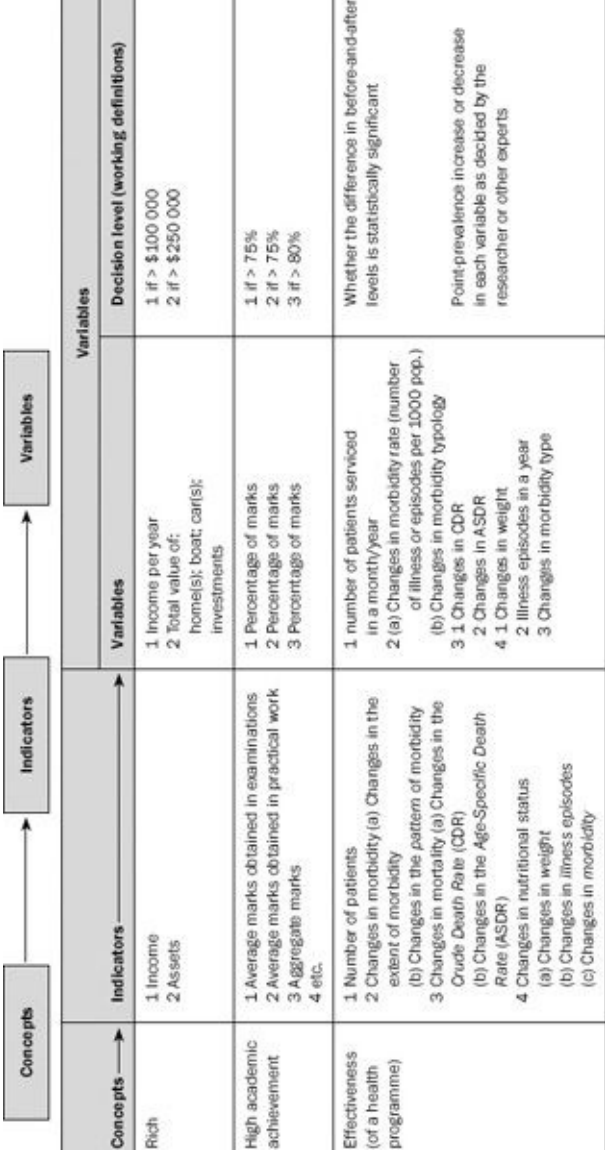 Concepts
Indicators
Variables
Variables
Concepts
Indicators
Variables
Decision level (working definitions)
Rich
1 Income
2 Assets
1 Income per year
2 Total value of:
home(s); boat; car(s);
investments
1 if > $100 000
2 if > $250 000
High academic
achievement
1 Average marks obtained in examinations
2 Average marks obtained in practical work
3 Aggregate marks
4 etc.
1 Percentage of marks
2 Percentage of marks
3 Percentage of marks
1 if > 75%
2 if > 75%
3 if > 80%
Effectiveness
(of a health
programme)
1 Number of patients
2 Changes in morbidity (a) Changes in the
extent of morbidity
(b) Changes in the pattern of morbidity
3 Changes in mortality (a) Changes in the
Crude Death Rate (CDR)
(b) Changes in the Age-Specific Death
Rate (ASDR)
4 Changes in nutritional status
(a) Changes in weight
(b) Changes in illness episodes
(c) Changes in morbidity
1 number of patients serviced
in a month/year
2 (a) Changes in morbidity rate (number
of illness or episodes per 1000 pop.)
(b) Changes in morbidity typology
3 1 Changes in CDR
2 Changes in ASDR
4 1 Changes in weight
2 Illness episodes in a year
3 Changes in morbidity type
Whether the difference in before-and-after
levels is statistically significant
Point-prevalence increase or decrease
in each variable as decided by the
researcher or other experts